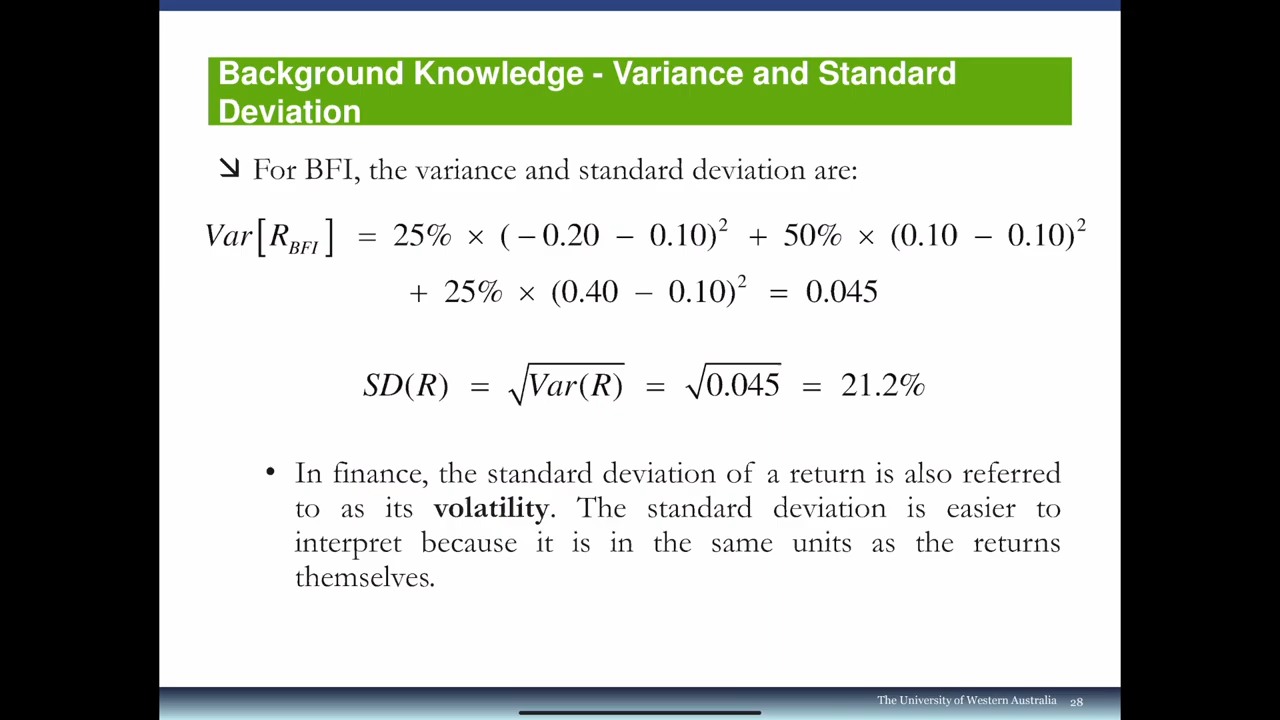 Background Knowledge - Variance and Standard
Deviation
For BFI, the variance and standard deviation are:
Var[R_BFI] = 25% × (−0.20 − 0.10)² + 50% × (0.10 − 0.10)²
+ 25% × (0.40 − 0.10)² = 0.045
SD(R) = √Var(R) = √0.045 = 21.2%
• In finance, the standard deviation of a return is also referred
to as its volatility. The standard deviation is easier to
interpret because it is in the same units as the returns
themselves.
The University of Western Australia 28